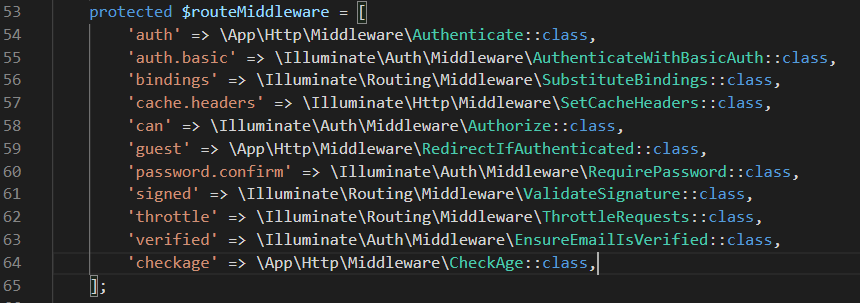 53 protected $routeMiddleware = [
54 'auth' => \App\Http\Middleware\Authenticate::class,
55 'auth.basic' => \Illuminate\Auth\Middleware\AuthenticateWithBasicAuth::class,
56 'bindings' => \Illuminate\Routing\Middleware\SubstituteBindings::class,
57 'cache.headers' => \Illuminate\Http\Middleware\SetCacheHeaders::class,
58 'can' => \Illuminate\Auth\Middleware\Authorize::class,
59 'guest' => \App\Http\Middleware\RedirectIfAuthenticated::class,
60 'password.confirm' => \Illuminate\Auth\Middleware\RequirePassword::class,
61 'signed' => \Illuminate\Routing\Middleware\ValidateSignature::class,
62 'throttle' => \Illuminate\Routing\Middleware\ThrottleRequests::class,
63 'verified' => \Illuminate\Auth\Middleware\EnsureEmailIsVerified::class,
64 'checkage' => \App\Http\Middleware\CheckAge::class,
65 ];